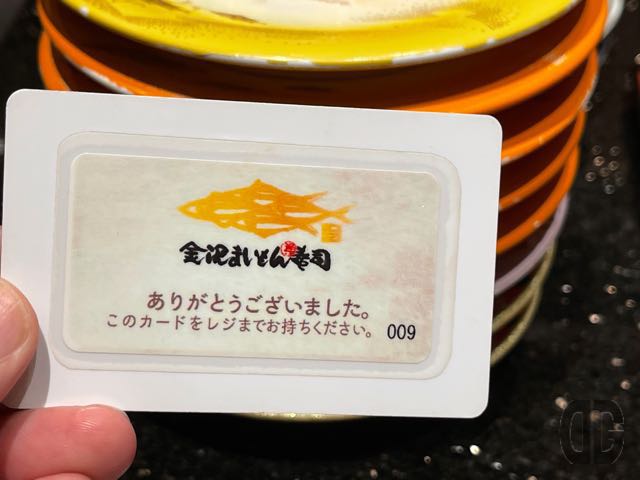 金沢まいもん寿司
ありがとうございました。
このカードをレジまでお持ちください。 009